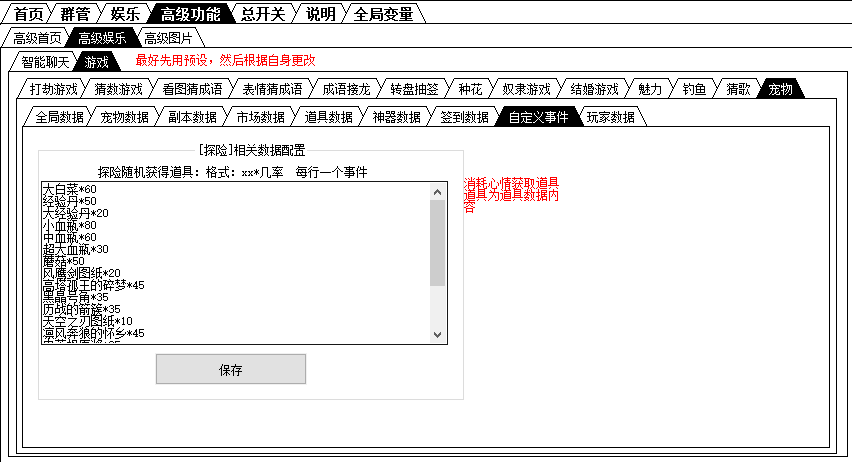 首页 群管 娱乐 高级功能 总开关 说明 全局变量
高级首页 高级娱乐 高级图片
智能聊天 游戏 最好先用预设，然后根据自身更改
打劫游戏 猜数游戏 看图猜成语 表情猜成语 成语接龙 转盘抽签 种花 奴隶游戏 结婚游戏 魅力 钓鱼 猜歌 宠物
全局数据 宠物数据 副本数据 市场数据 道具数据 神器数据 签到数据 自定义事件 玩家数据
[探险]相关数据配置
探险随机获得道具：格式：xx*几率 每行一个事件
大白菜*60
经验丹*50
大经验丹*20
小血瓶*80
中血瓶*60
超大血瓶*30
蘑菇*50
风鹰剑图纸*20
高塔孤王的碎梦*45
黑晶号角*35
历战的箭簇*35
天空之刃图纸*10
凛风奔狼的怀乡*45
消耗心情获取道具
道具为道具数据内
容
保存